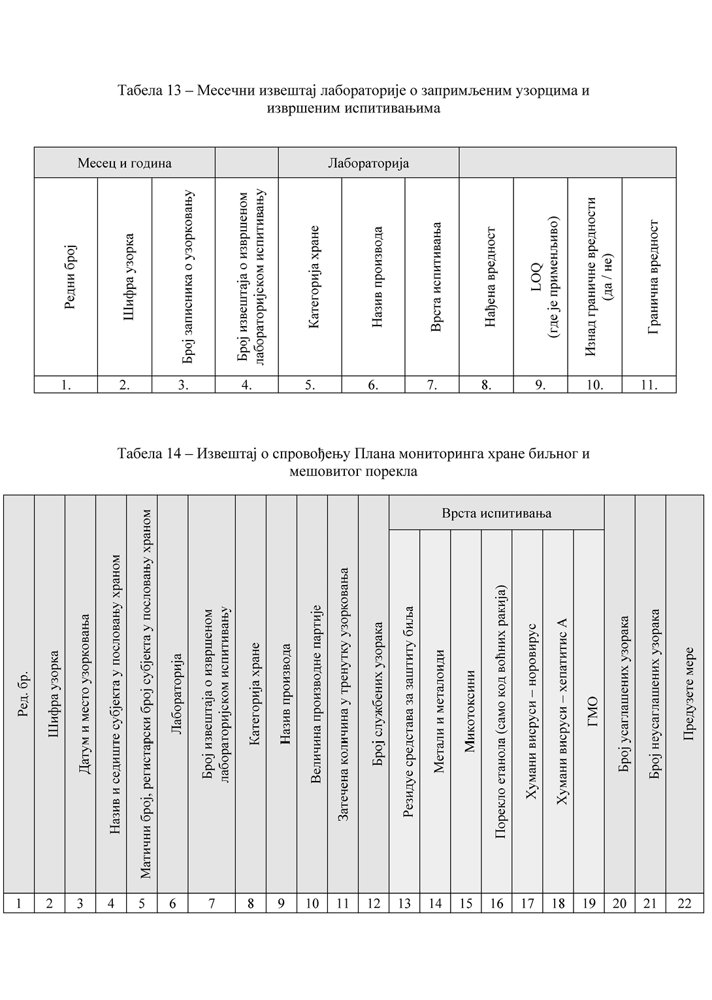 Табела 13 – Месечни извештај лабораторије о запримљеним узорцима и
извршеним испитивањима
Месец и година
Лабораторија
Редни број
Шифра узорка
Број записника о узорковању
Број извештаја о извршеном
лабораторијском испитивању
Категорија хране
Назив производа
Врста испитивања
Нађена вредност
LOQ
(где је применљиво)
Изнад граничне вредности
(да / не)
Гранична вредност
1.
2.
3.
4.
5.
6.
7.
8.
9.
10.
11.
Табела 14 – Извештај о спровођењу Плана мониторинга хране биљног и
мешовитог порекла
Ред. бр.
Шифра узорка
Датум и место узорковања
Назив и седиште субјекта у пословању храном
Матични број, регистарски број субјекта у пословању храном
Лабораторија
Број извештаја о извршеном
лабораторијском испитивању
Категорија хране
Назив производа
Величина производне партије
Затечена количина у тренутку узорковања
Број службених узорака
Врста испитивања
Резидуе средстава за заштиту биља
Метали и металоиди
Микотоксини
Порекло етанола (само код воћних ракија)
Хумани висруси – норовирус
Хумани висруси – хепатитис А
ГМО
Број усаглашених узорака
Број неусаглашених узорака
Предузете мере
1
2
3
4
5
6
7
8
9
10
11
12
13
14
15
16
17
18
19
20
21
22